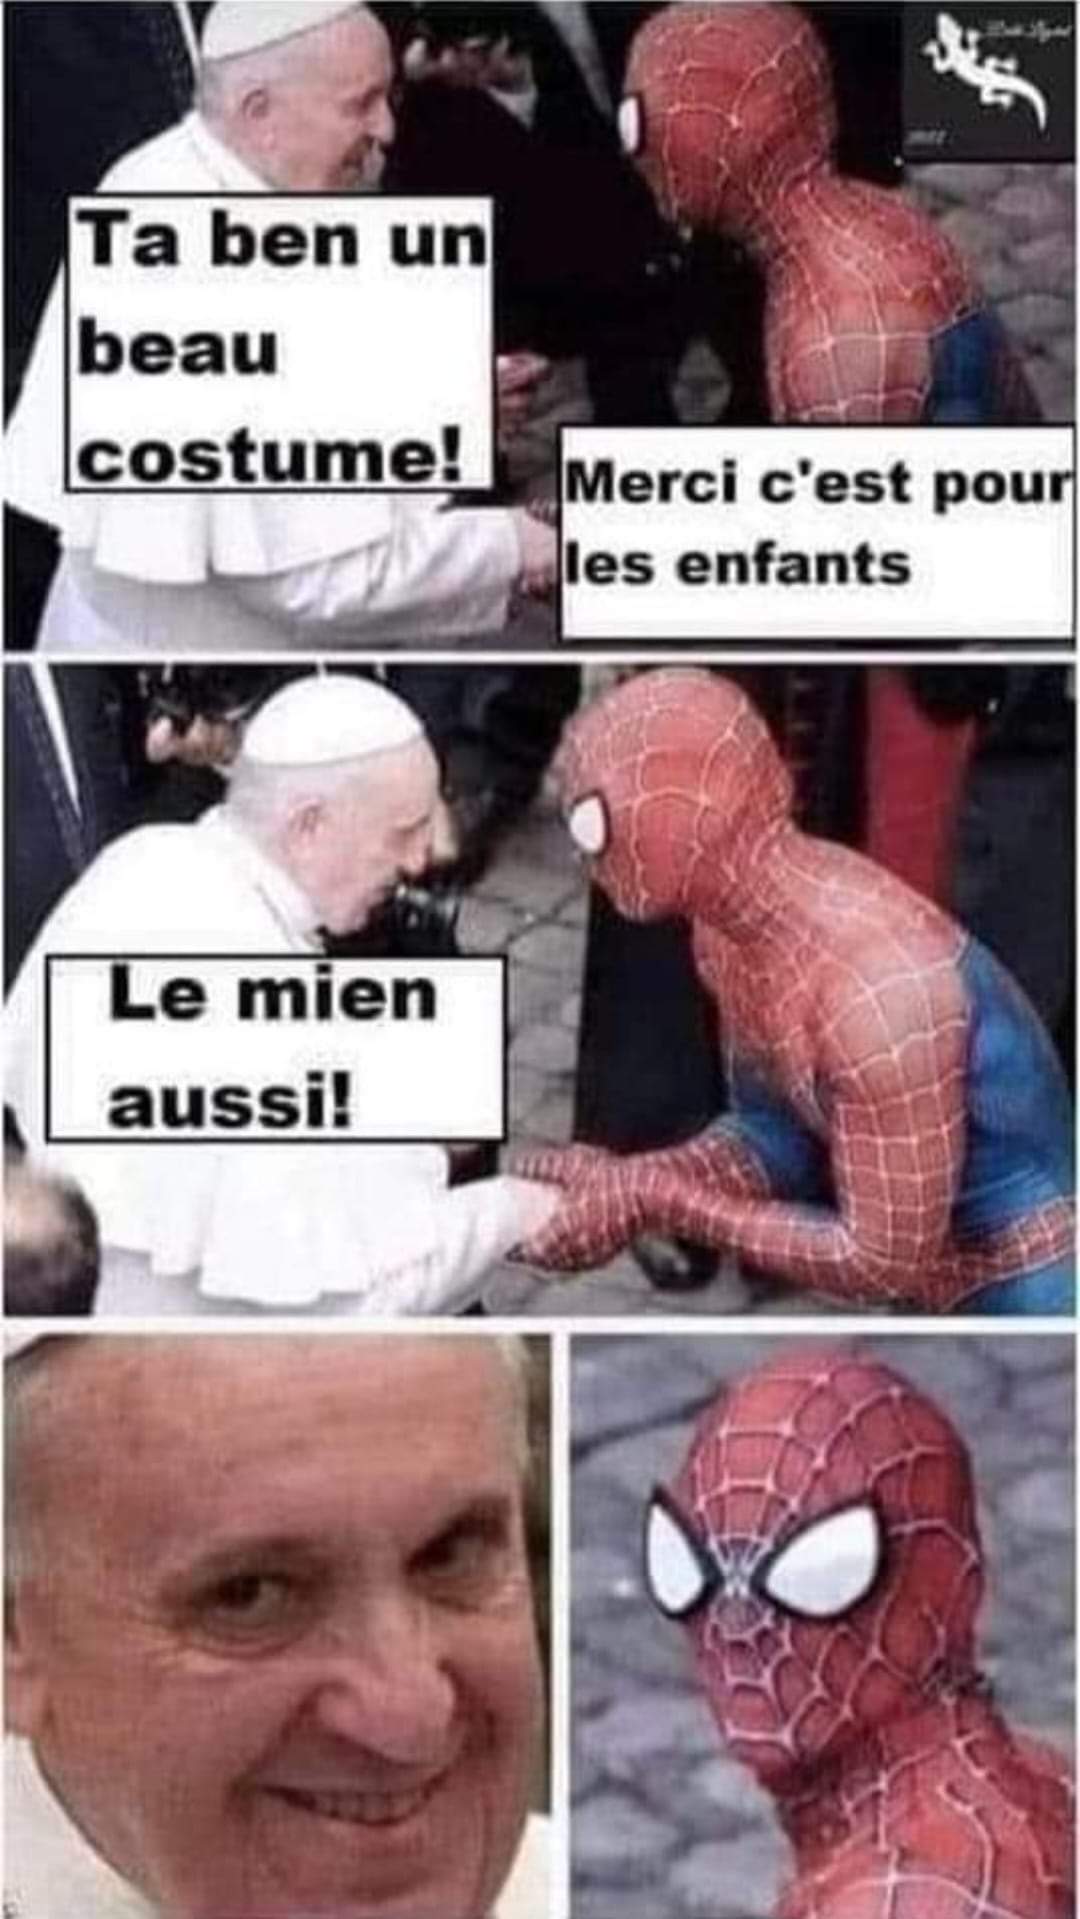 Ta ben un
beau
costume!
Merci c'est pour
les enfants
Le mien
aussi!